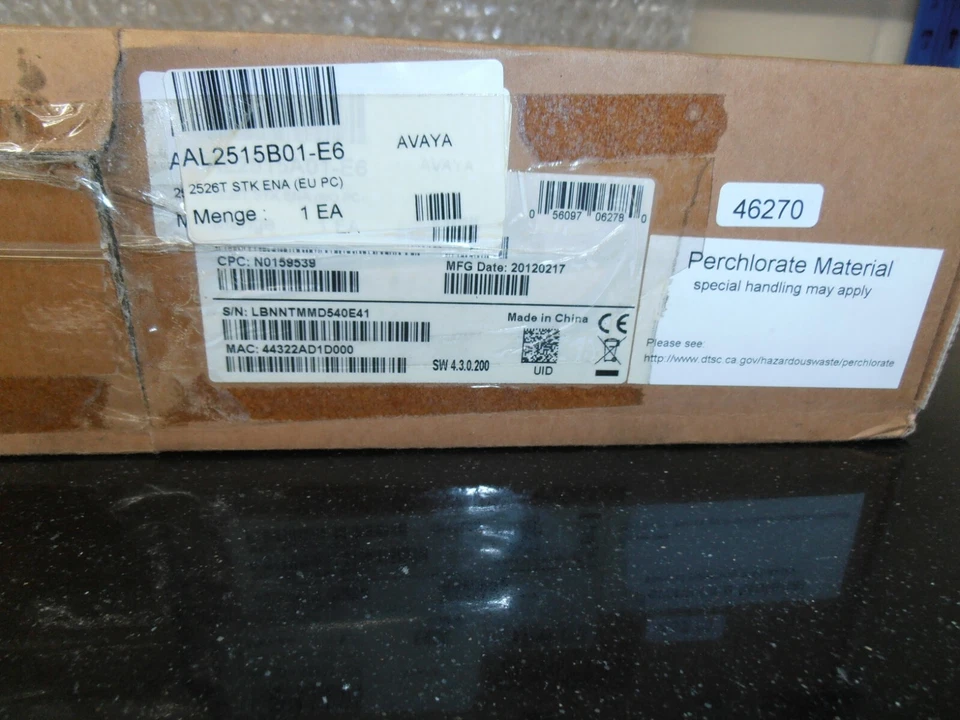 AAL2515B01-E6
AVAYA
2526T STK ENA (EU PC)
Menge : 1 EA
0 56097 06278 0
CPC: N0159539
MFG Date: 20120217
S/N: LBNNTMMD540E41
Made in China
CE
MAC: 44322AD1D000
SW 4.3.0.200
UID
46270
Perchlorate Material
special handling may apply
Please see:
http://www.dtsc.ca.gov/hazardouswaste/perchlorate